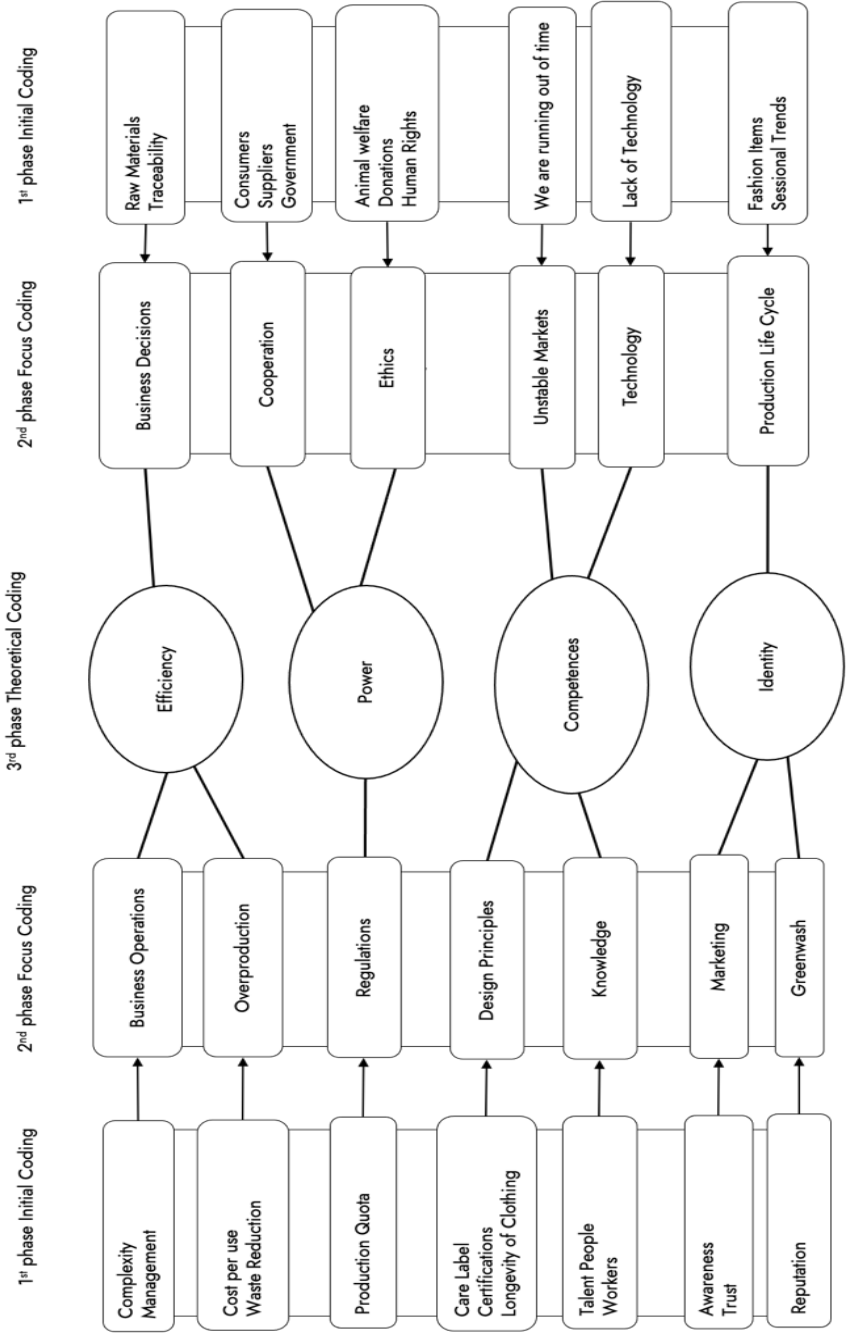 1st phase Initial Coding
2nd phase Focus Coding
3rd phase Theoretical Coding
2nd phase Focus Coding
1st phase Initial Coding
Complexity
Management
Cost per use
Waste Reduction
Production Quota
Care Label
Certifications
Longevity of Clothing
Talent People
Workers
Awareness
Trust
Reputation
Business Operations
Overproduction
Regulations
Design Principles
Knowledge
Marketing
Greenwash
Efficiency
Power
Competences
Identity
Business Decisions
Cooperation
Ethics
Unstable Markets
Technology
Production Life Cycle
Raw Materials
Traceability
Consumers
Suppliers
Government
Animal welfare
Donations
Human Rights
We are running out of time
Lack of Technology
Fashion Items
Sessional Trends